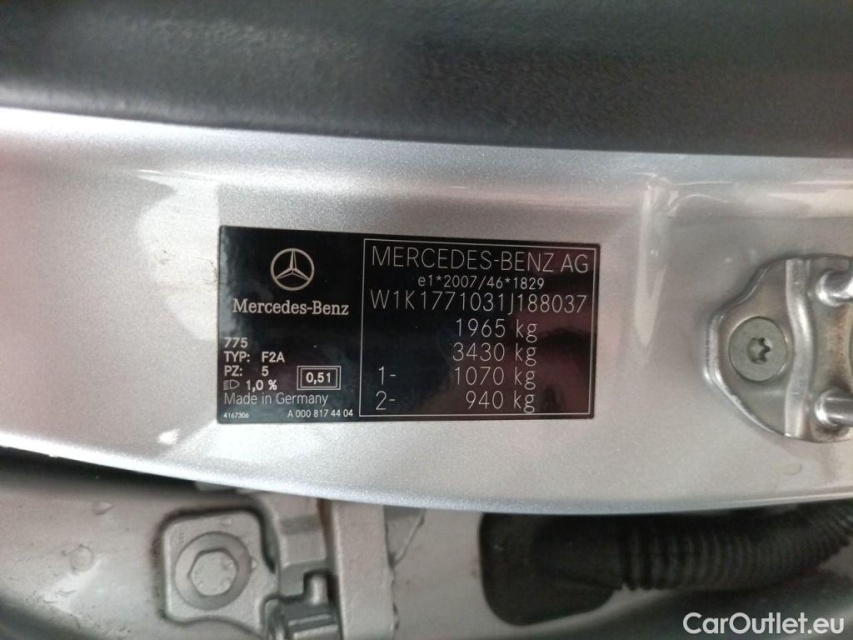 Mercedes-Benz
775
TYP: F2A
PZ: 5
1,0 % 0,51
Made in Germany
4167306 A 000 817 44 04
MERCEDES-BENZ AG
e1*2007/46*1829
W1K1771031J188037
1965 kg
3430 kg
1- 1070 kg
2- 940 kg
CarOutlet.eu